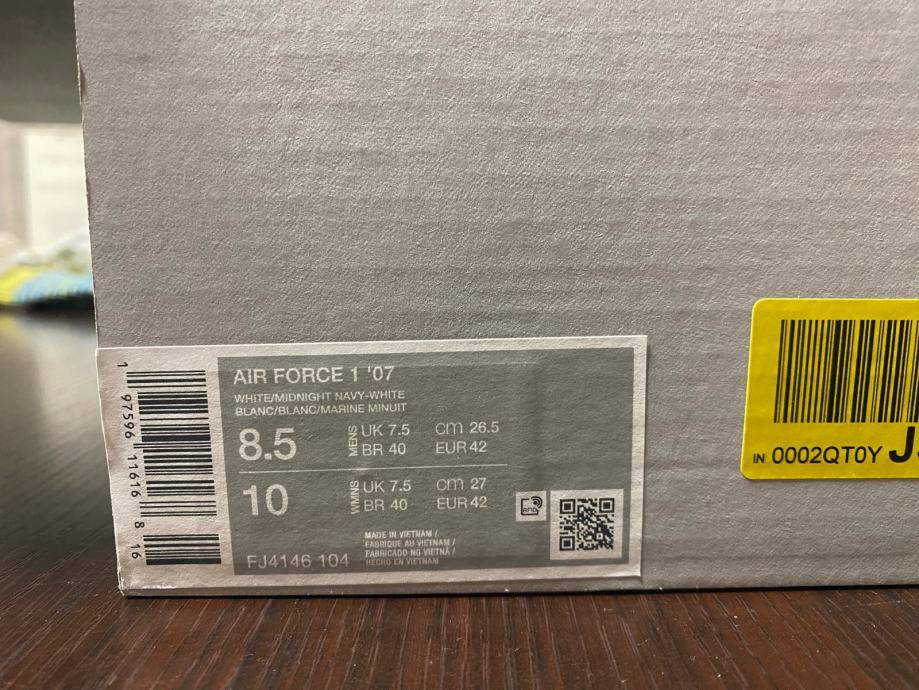 AIR FORCE 1 '07
WHITE/MIDNIGHT NAVY-WHITE
BLANC/BLANC/MARINE MINUIT
8.5 MENS UK 7.5 CM 26.5
BR 40 EUR 42
10 WMNS UK 7.5 CM 27
BR 40 EUR 42
RFID
MADE IN VIETNAM /
FABRIQUÉ AU VIETNAM /
FABRICADO NO VIETNÃ /
HECHO EN VIETNAM
FJ4146 104
1 97596 11616 8 16
IN 0002QT0Y